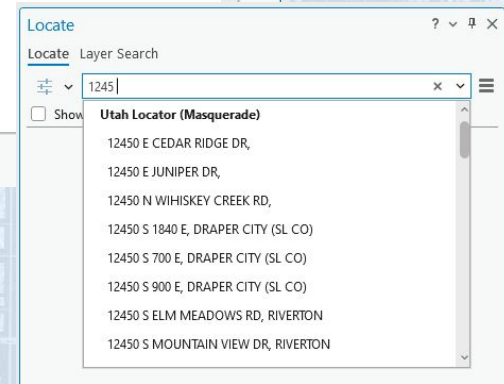 Locate
Locate Layer Search
1245
Show
Utah Locator (Masquerade)
12450 E CEDAR RIDGE DR,
12450 E JUNIPER DR,
12450 N WIHISKEY CREEK RD,
12450 S 1840 E, DRAPER CITY (SL CO)
12450 S 700 E, DRAPER CITY (SL CO)
12450 S 900 E, DRAPER CITY (SL CO)
12450 S ELM MEADOWS RD, RIVERTON
12450 S MOUNTAIN VIEW DR, RIVERTON